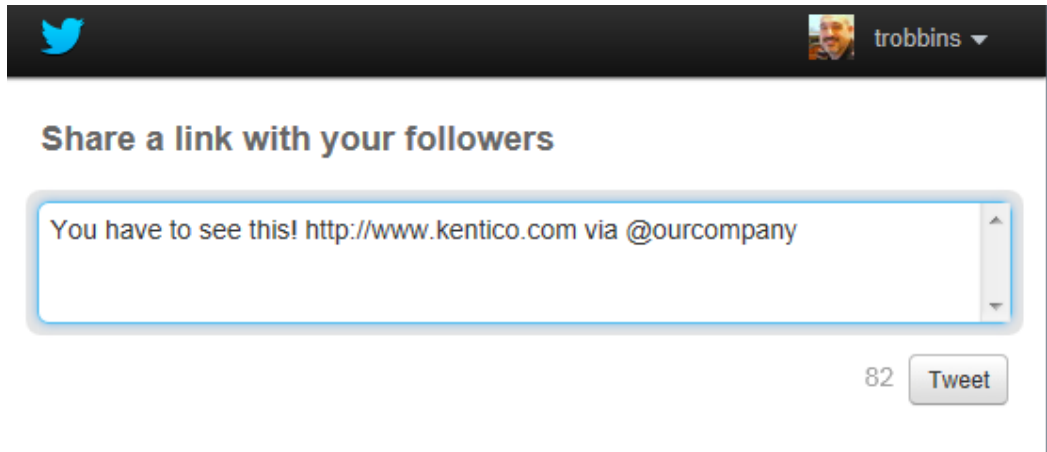 trobbins
Share a link with your followers
You have to see this! http://www.kentico.com via @ourcompany
82 Tweet